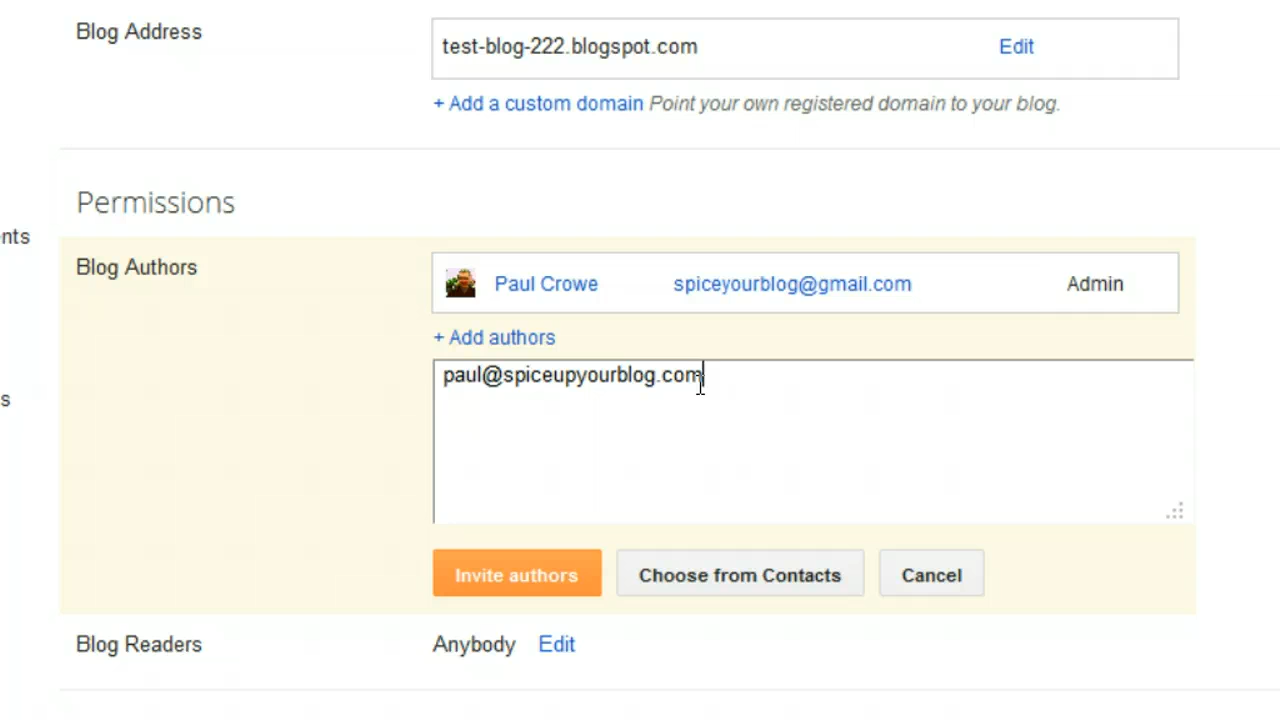 Blog Address
test-blog-222.blogspot.com Edit
+ Add a custom domain Point your own registered domain to your blog.
Permissions
nts
Blog Authors
Paul Crowe spiceyourblog@gmail.com Admin
+ Add authors
paul@spiceupyourblog.com
s
Invite authors Choose from Contacts Cancel
Blog Readers Anybody Edit